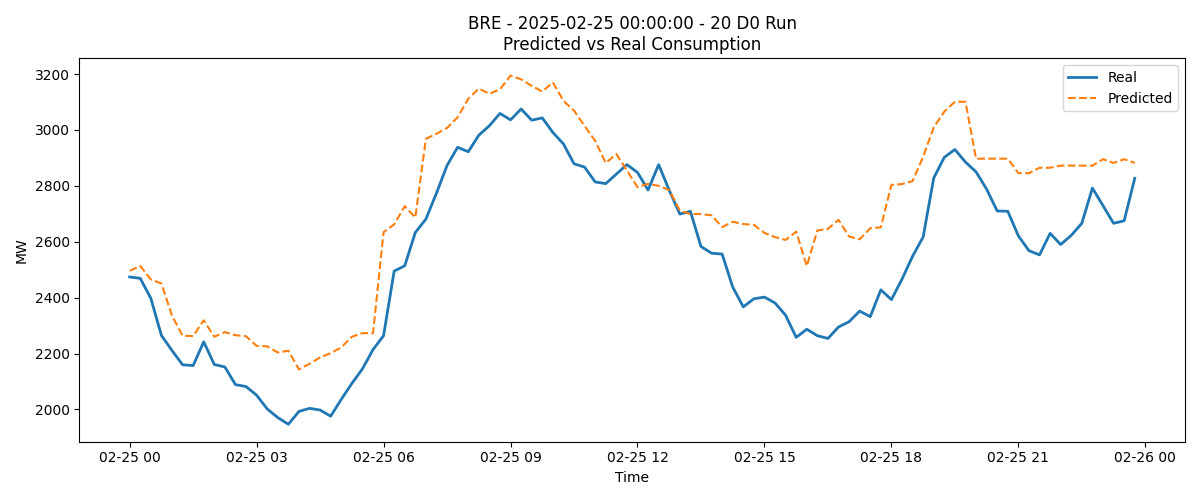 BRE - 2025-02-25 00:00:00 - 20 D0 Run
Predicted vs Real Consumption
Real
Predicted
MW
3200
3000
2800
2600
2400
2200
2000
02-25 00
02-25 03
02-25 06
02-25 09
02-25 12
02-25 15
02-25 18
02-25 21
02-26 00
Time